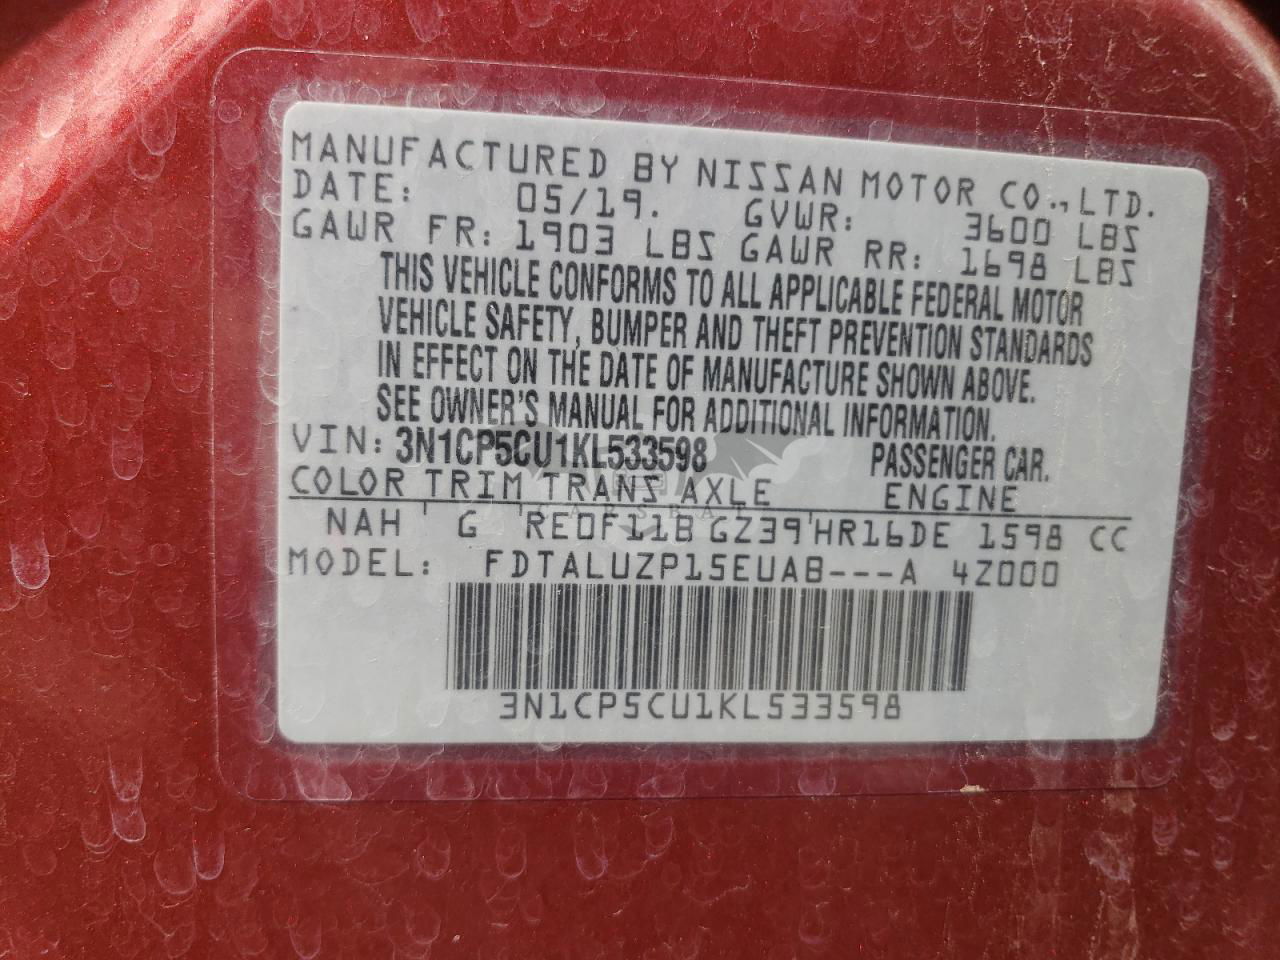 MANUFACTURED BY NISSAN MOTOR CO.,LTD.
DATE: 05/19. GVWR: 3600 LBS
GAWR FR: 1903 LBS GAWR RR: 1698 LBS
THIS VEHICLE CONFORMS TO ALL APPLICABLE FEDERAL MOTOR
VEHICLE SAFETY, BUMPER AND THEFT PREVENTION STANDARDS
IN EFFECT ON THE DATE OF MANUFACTURE SHOWN ABOVE.
SEE OWNER'S MANUAL FOR ADDITIONAL INFORMATION.
VIN: 3N1CP5CU1KL533598 PASSENGER CAR.
COLOR TRIM TRANS AXLE ENGINE
NAH G RE0F11B GZ39 HR16DE 1598 CC
MODEL: FDTALUZP15EUAB---A 4Z000
3N1CP5CU1KL533598